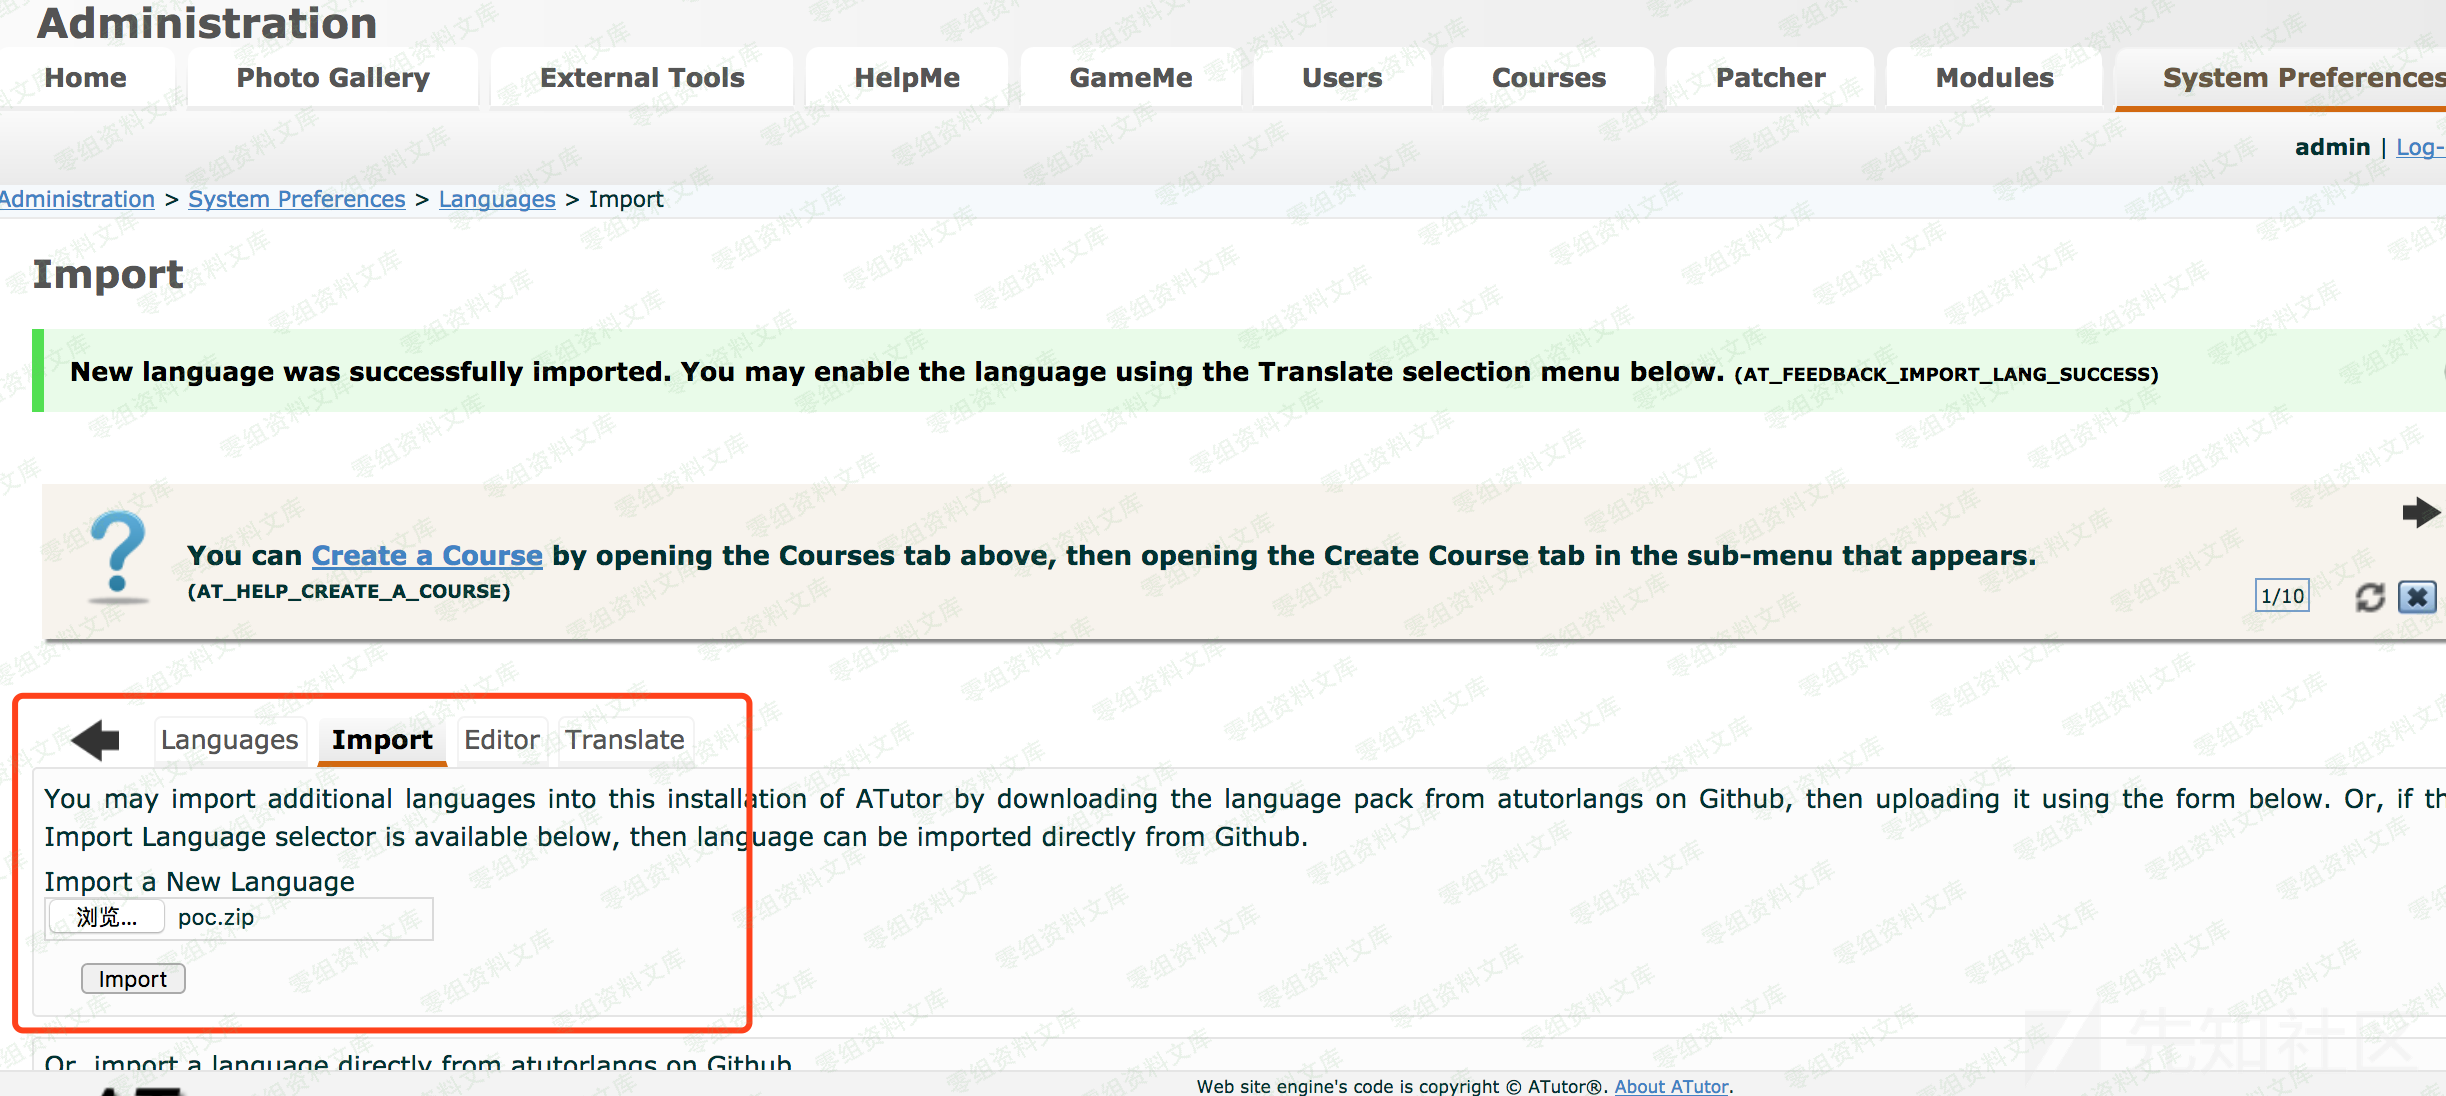 Administration
Home Photo Gallery External Tools HelpMe GameMe Users Courses Patcher Modules System Preferences
admin | Log-
Administration > System Preferences > Languages > Import
Import
New language was successfully imported. You may enable the language using the Translate selection menu below. (AT_FEEDBACK_IMPORT_LANG_SUCCESS)
You can Create a Course by opening the Courses tab above, then opening the Create Course tab in the sub-menu that appears.
(AT_HELP_CREATE_A_COURSE)
1/10
Languages Import Editor Translate
You may import additional languages into this installation of ATutor by downloading the language pack from atutorlangs on Github, then uploading it using the form below. Or, if th
Import Language selector is available below, then language can be imported directly from Github.
Import a New Language
浏览... poc.zip
Import
Or, import a language directly from atutorlangs on Github
Web site engine's code is copyright © ATutor®. About ATutor.
零组资料文库
先知社区